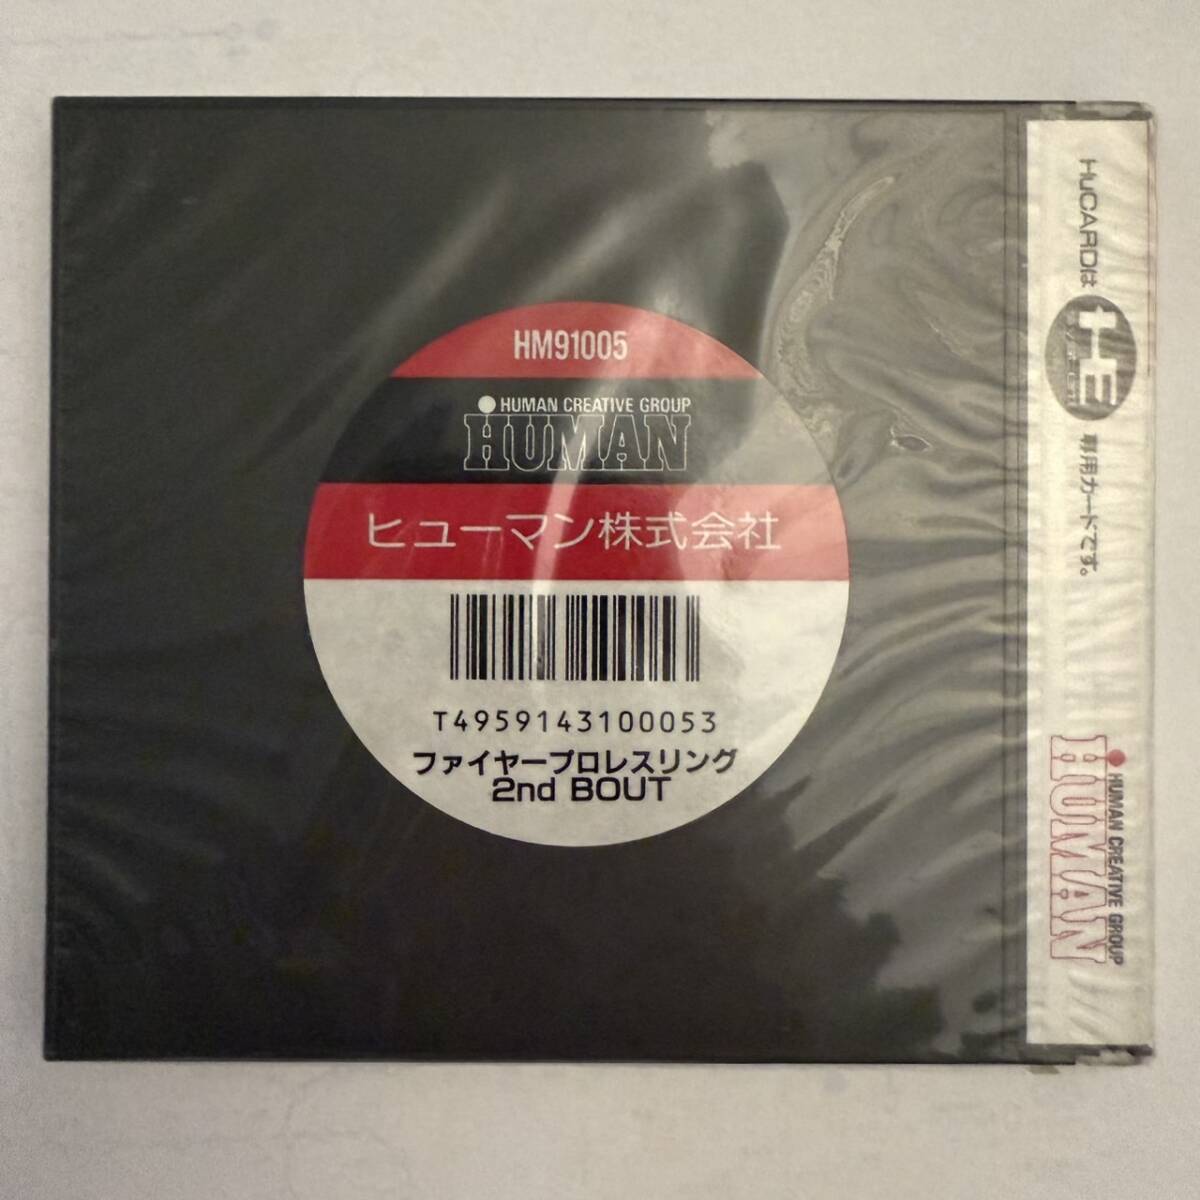 HM91005
HUMAN CREATIVE GROUP
HUMAN
ヒューマン株式会社
T4959143100053
ファイヤープロレスリング
2nd BOUT
HuCARDは
HE
専用カードです。
HUMAN CREATIVE GROUP
HUMAN